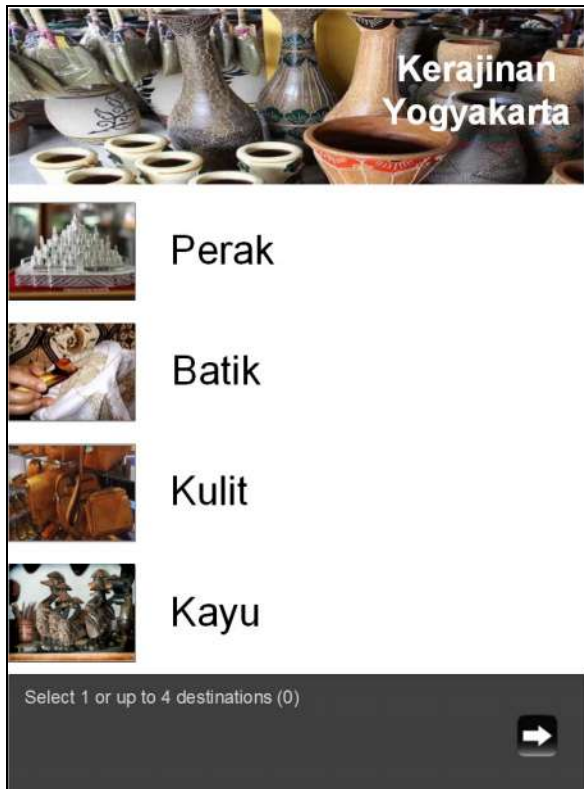 Kerajinan
Yogyakarta
Perak
Batik
Kulit
Kayu
Select 1 or up to 4 destinations (0)